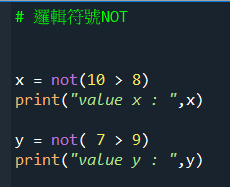 # 邏輯符號NOT
x = not(10 > 8)
print("value x : ",x)
y = not( 7 > 9)
print("value y : ",y)